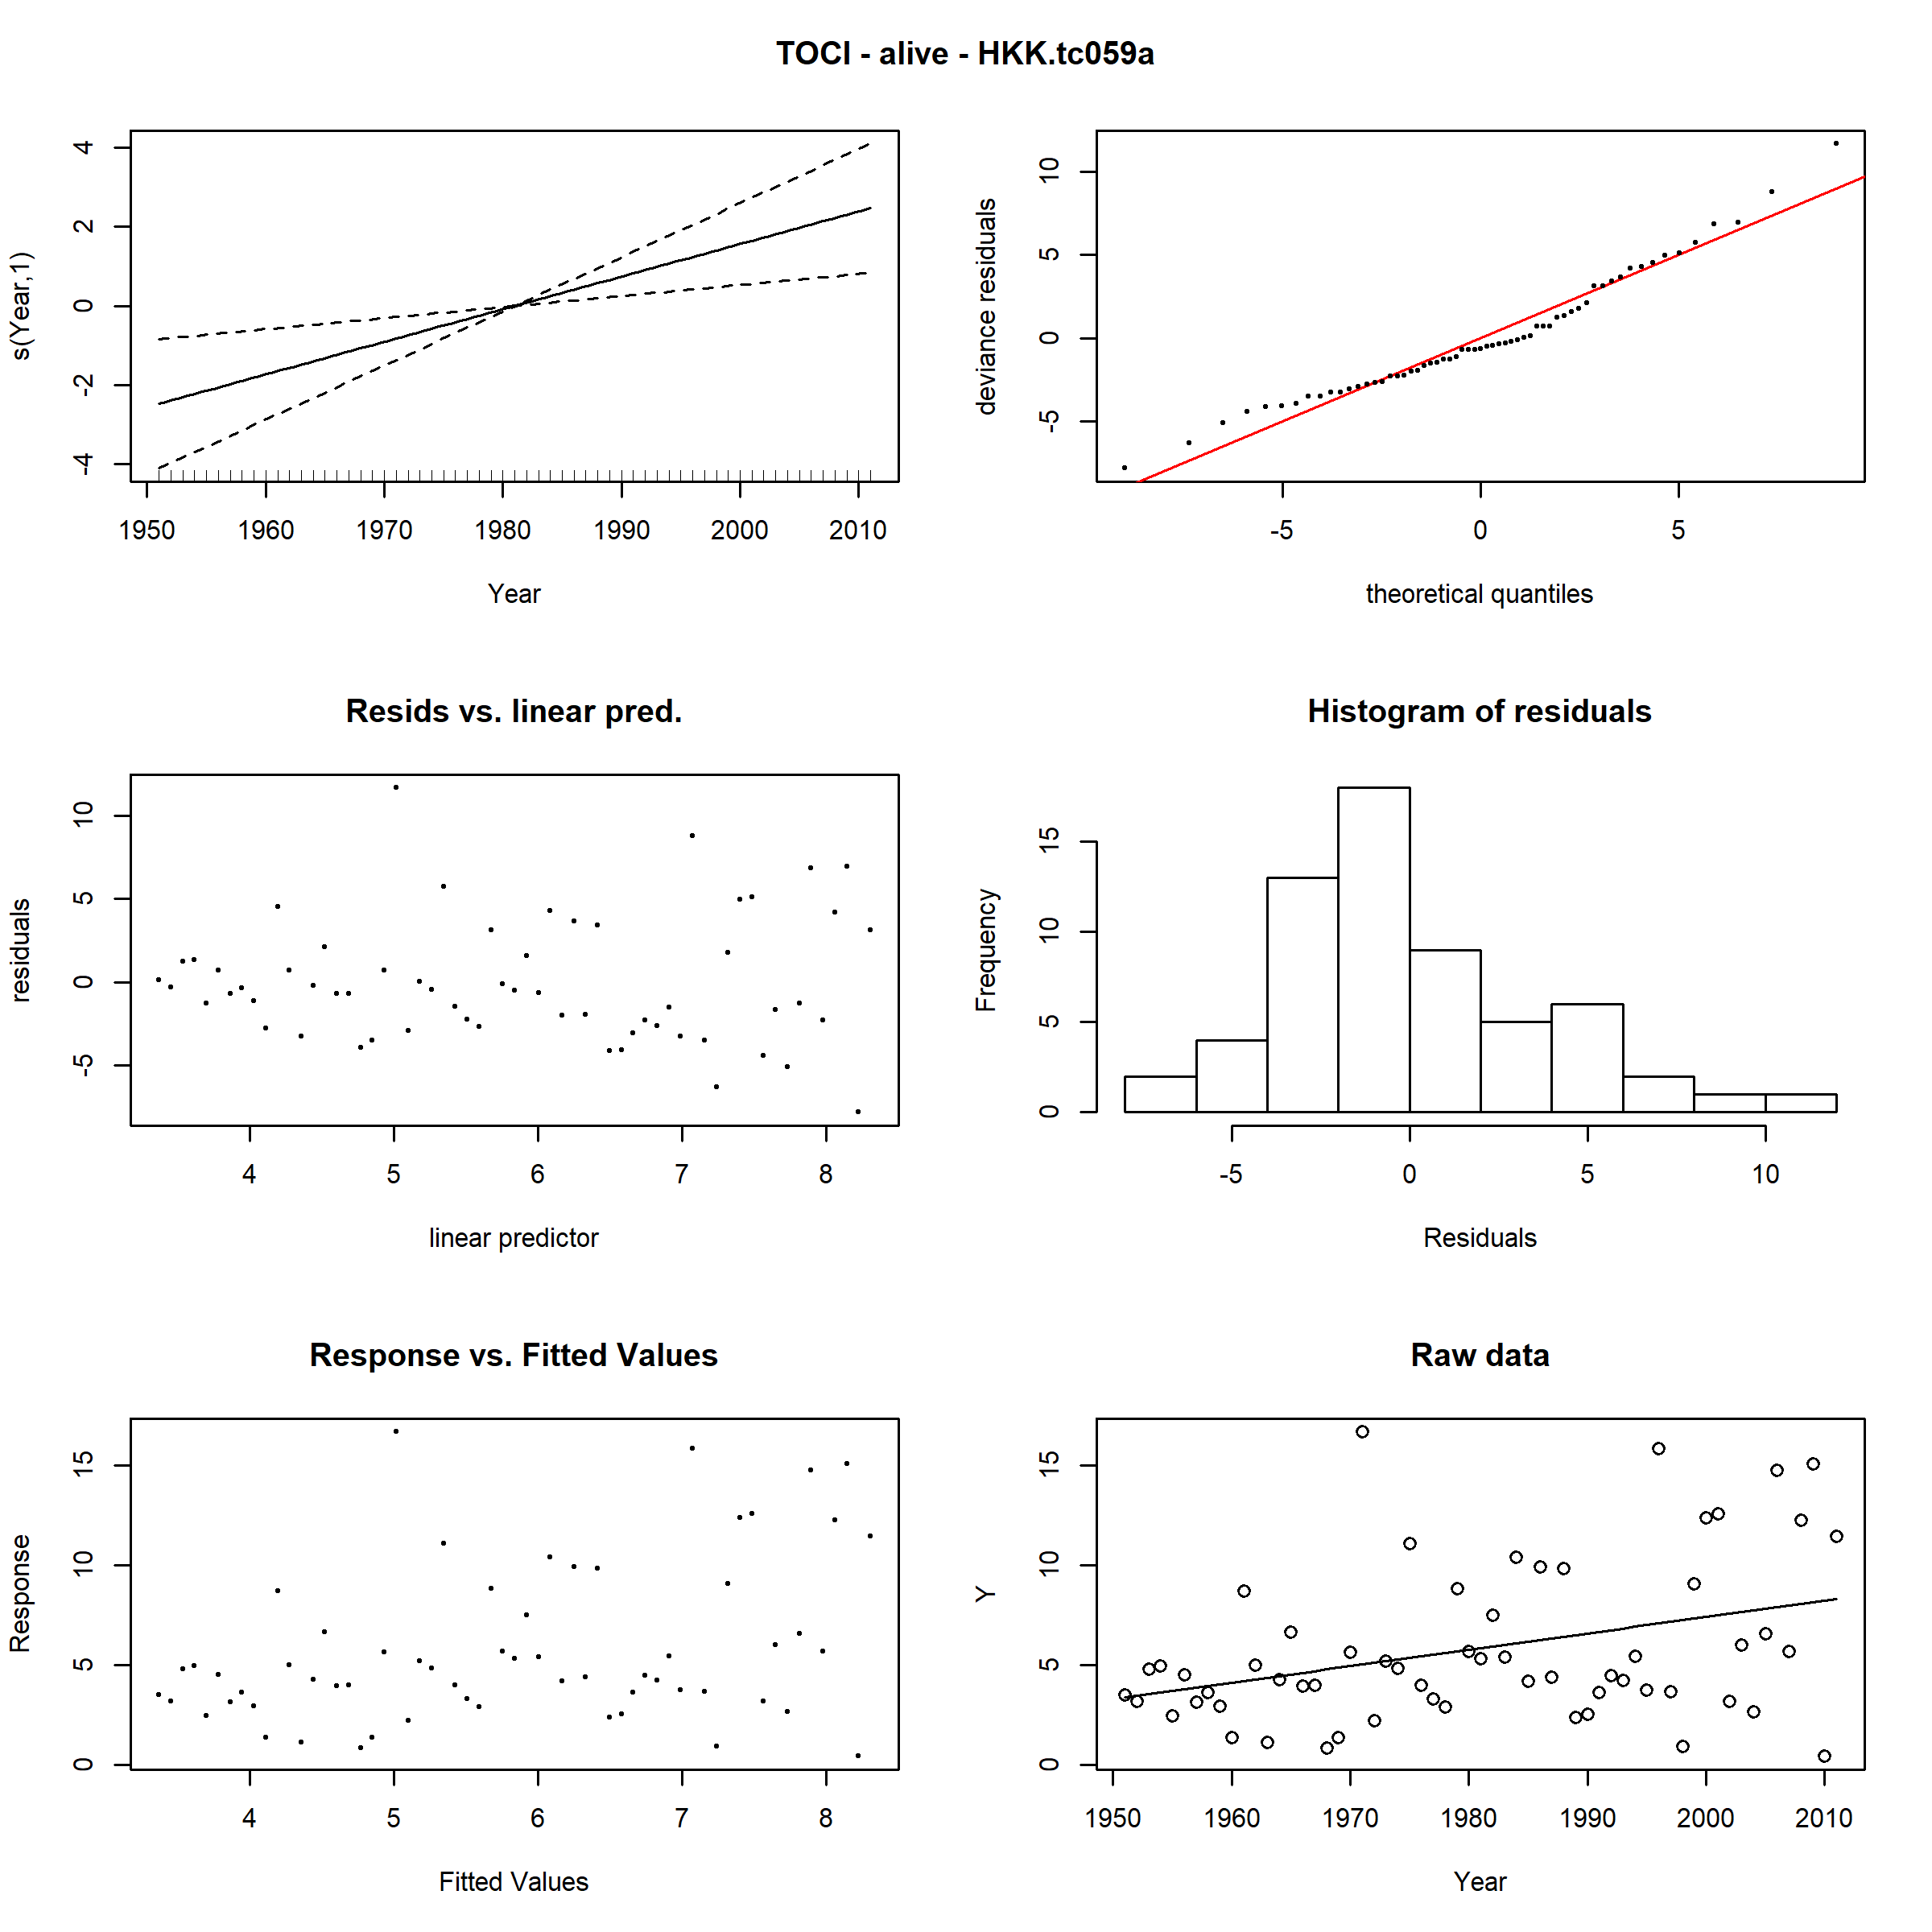 TOCI - alive - HKK.tc059a
s(Year,1)
4
2
0
-2
-4
1950 1960 1970 1980 1990 2000 2010
Year
deviance residuals
10
5
0
-5
-5 0 5
theoretical quantiles
Resids vs. linear pred.
residuals
10
5
0
-5
4 5 6 7 8
linear predictor
Histogram of residuals
Frequency
15
10
5
0
-5 0 5 10
Residuals
Response vs. Fitted Values
Response
15
10
5
0
4 5 6 7 8
Fitted Values
Raw data
Y
15
10
5
0
1950 1960 1970 1980 1990 2000 2010
Year